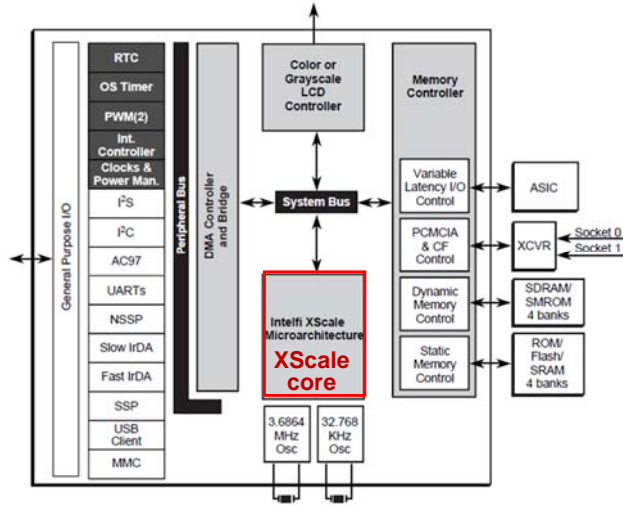 General Purpose I/O
RTC
OS Timer
PWM(2)
Int.
Controller
Clocks &
Power Man.
I²S
I²C
AC97
UARTs
NSSP
Slow IrDA
Fast IrDA
SSP
USB
Client
MMC
Peripheral Bus
DMA Controller
and Bridge
Color or
Grayscale
LCD
Controller
System Bus
Intelfi XScale
Microarchitecture
XScale
core
3.6864
MHz
Osc
32.768
KHz
Osc
Memory
Controller
Variable
Latency I/O
Control
PCMCIA
& CF
Control
Dynamic
Memory
Control
Static
Memory
Control
ASIC
XCVR
Socket 0
Socket 1
SDRAM/
SMROM
4 banks
ROM/
Flash/
SRAM
4 banks